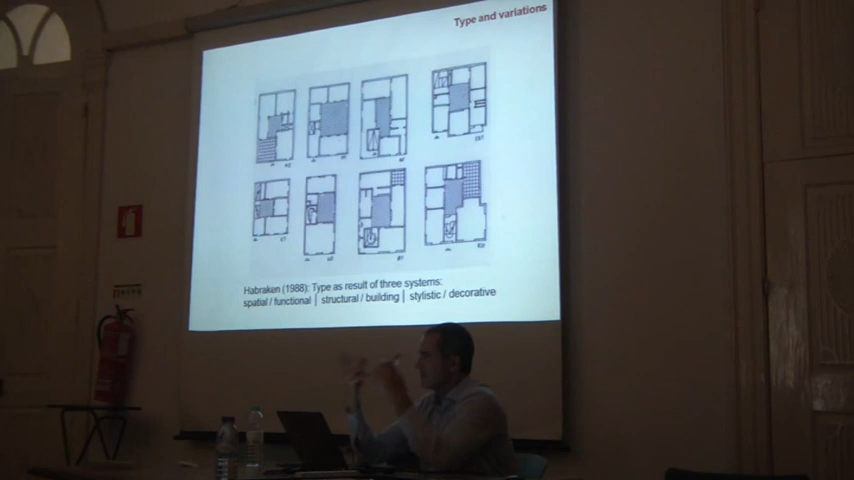 Type and variations
Habraken (1988): Type as result of three systems:
spatial / functional | structural / building | stylistic / decorative